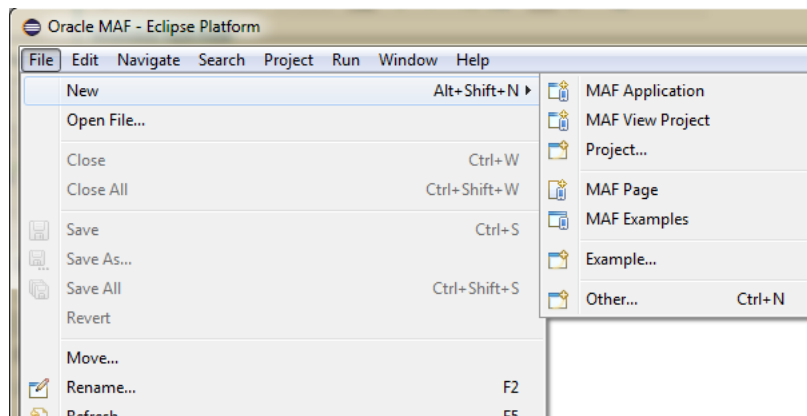 Oracle MAF - Eclipse Platform
File Edit Navigate Search Project Run Window Help
New Alt+Shift+N
Open File...
Close Ctrl+W
Close All Ctrl+Shift+W
Save Ctrl+S
Save As...
Save All Ctrl+Shift+S
Revert
Move...
Rename... F2
Refresh F5
MAF Application
MAF View Project
Project...
MAF Page
MAF Examples
Example...
Other... Ctrl+N